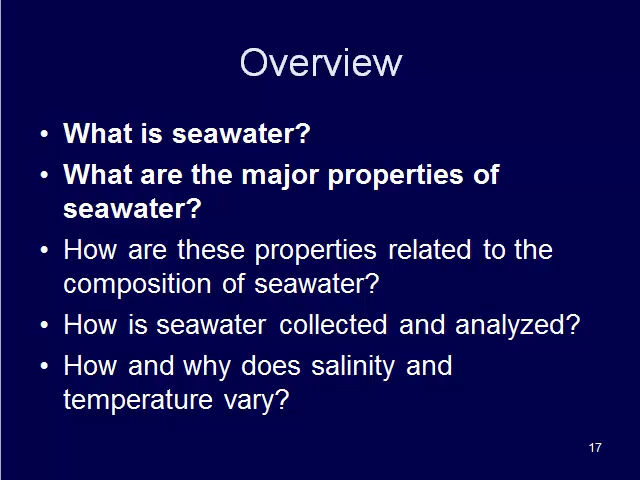 Overview
• What is seawater?
• What are the major properties of
seawater?
• How are these properties related to the
composition of seawater?
• How is seawater collected and analyzed?
• How and why does salinity and
temperature vary?
17